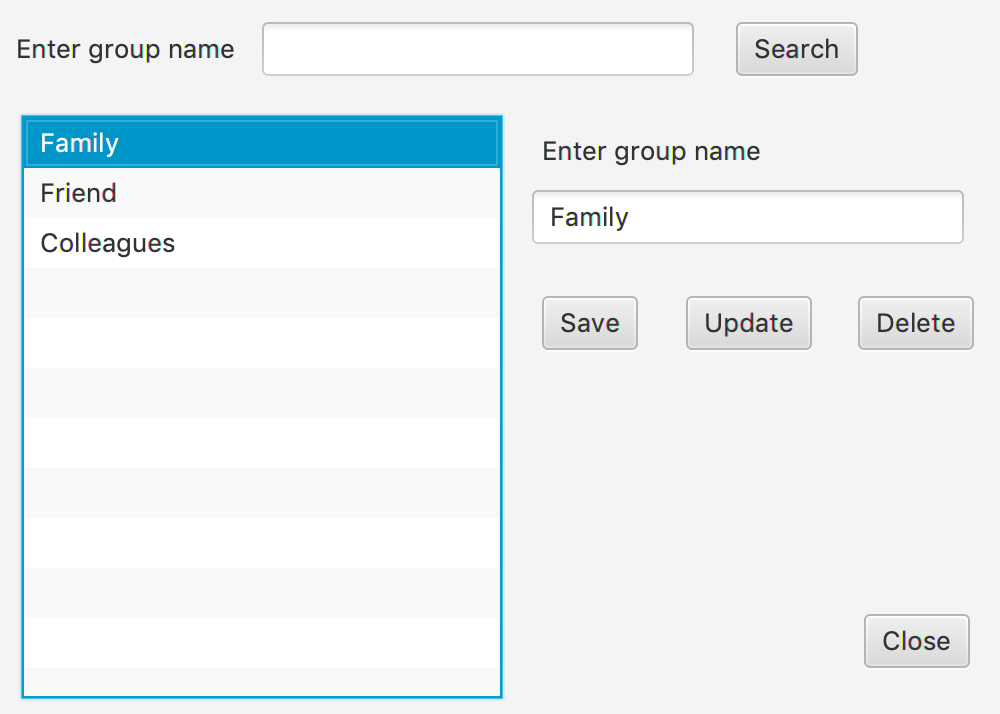 Enter group name
Search
Family
Friend
Colleagues
Enter group name
Family
Save
Update
Delete
Close